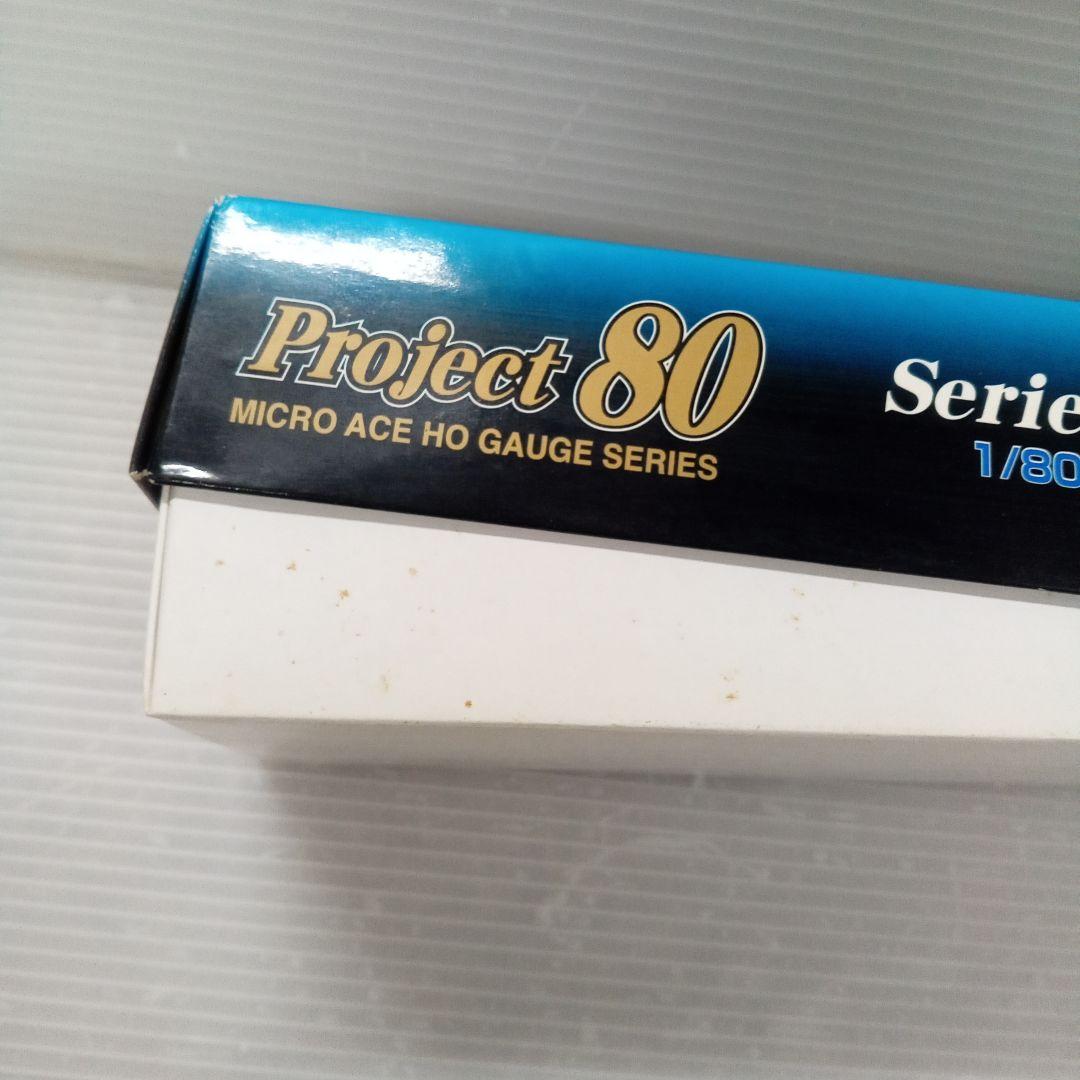 Project 80
MICRO ACE HO GAUGE SERIES
Serie
1/80